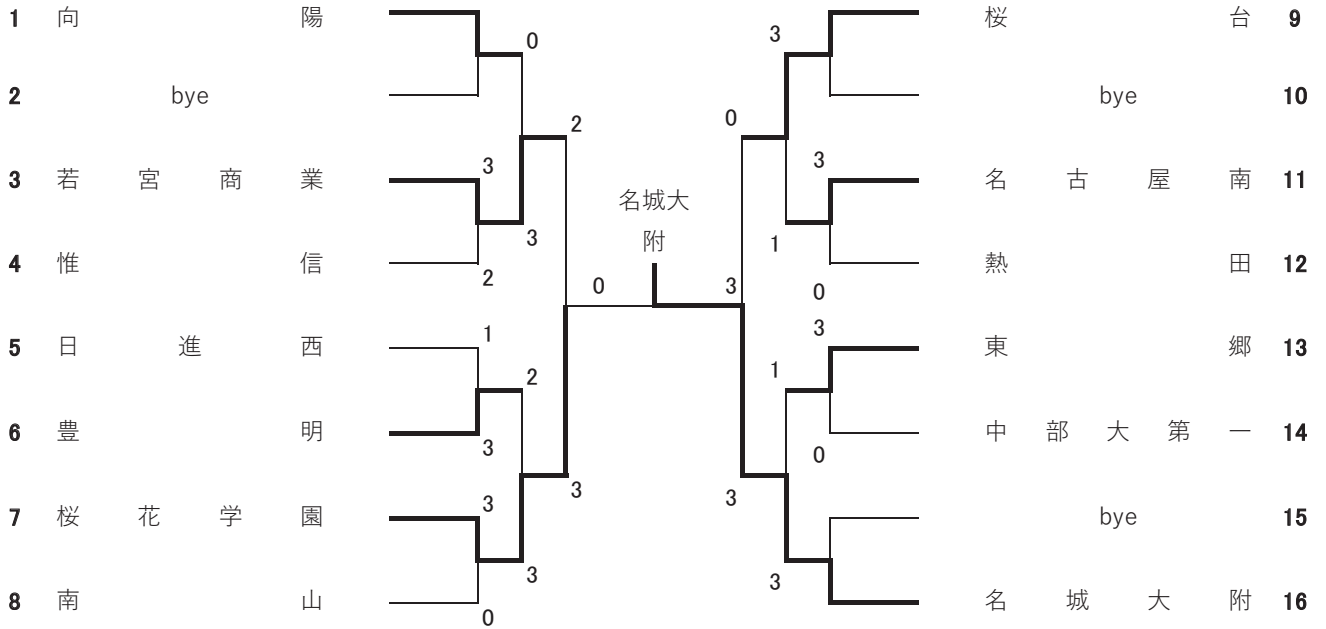 1 向陽
0
2 bye
2
3 若宮商業
3
4 惟信
3
2
5 日進西
1
2
6 豊明
3
7 桜花学園
3
3
8 南山
3
0
名城大
附
0
3
桜台 9
3
bye 10
0
名古屋南 11
3
1
熱田 12
0
東郷 13
3
1
中部大第一 14
0
3
bye 15
名城大附 16
3